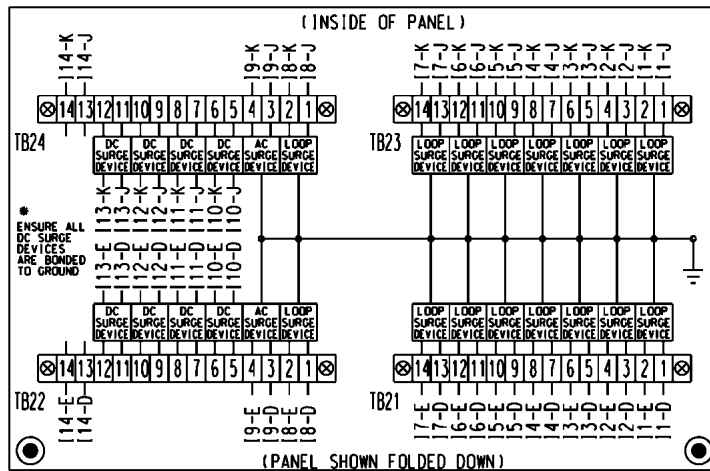 (INSIDE OF PANEL)
I14-K I14-J I9-K I9-J I8-K I8-J
I7-K I7-J I6-K I6-J I5-K I5-J I4-K I4-J I3-K I3-J I2-K I2-J I1-K I1-J
14 13 12 11 10 9 8 7 6 5 4 3 2 1
14 13 12 11 10 9 8 7 6 5 4 3 2 1
TB24
TB23
DC SURGE DEVICE DC SURGE DEVICE DC SURGE DEVICE DC SURGE DEVICE AC SURGE DEVICE LOOP SURGE DEVICE
LOOP SURGE DEVICE LOOP SURGE DEVICE LOOP SURGE DEVICE LOOP SURGE DEVICE LOOP SURGE DEVICE LOOP SURGE DEVICE LOOP SURGE DEVICE
I13-K I13-J I12-K I12-J I11-K I11-J I10-K I10-J
*
ENSURE ALL
DC SURGE
DEVICES
ARE BONDED
TO GROUND
I13-E I13-D I12-E I12-D I11-E I11-D I10-E I10-D
DC SURGE DEVICE DC SURGE DEVICE DC SURGE DEVICE DC SURGE DEVICE AC SURGE DEVICE LOOP SURGE DEVICE
LOOP SURGE DEVICE LOOP SURGE DEVICE LOOP SURGE DEVICE LOOP SURGE DEVICE LOOP SURGE DEVICE LOOP SURGE DEVICE LOOP SURGE DEVICE
14 13 12 11 10 9 8 7 6 5 4 3 2 1
14 13 12 11 10 9 8 7 6 5 4 3 2 1
TB22
TB21
I14-E I14-D I9-E I9-D I8-E I8-D
I7-E I7-D I6-E I6-D I5-E I5-D I4-E I4-D I3-E I3-D I2-E I2-D I1-E I1-D
(PANEL SHOWN FOLDED DOWN)